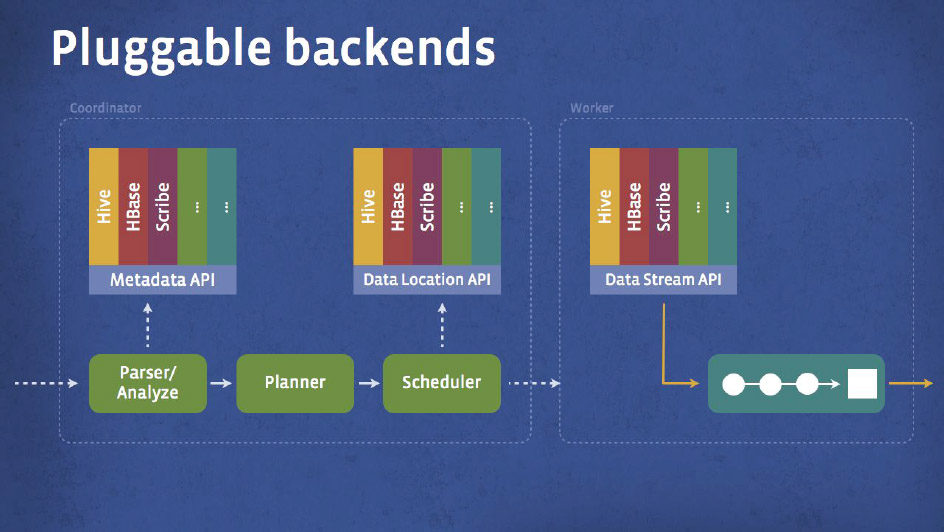 Pluggable backends
Coordinator
Worker
Hive
HBase
Scribe
...
...
Metadata API
Hive
HBase
Scribe
...
...
Data Location API
Hive
HBase
Scribe
...
...
Data Stream API
Parser/
Analyze
Planner
Scheduler